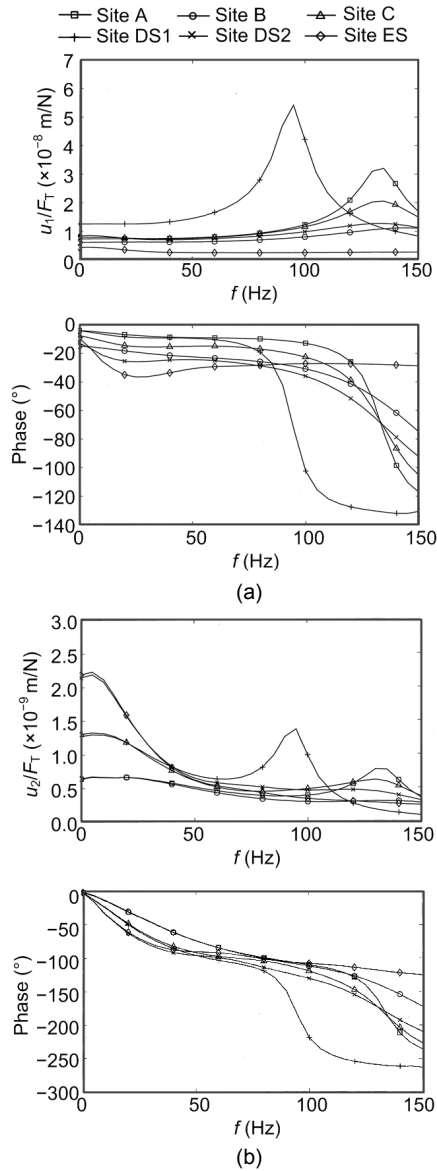 Site A Site B Site C
Site DS1 Site DS2 Site ES
u1/FT (×10−8 m/N)
8
7
6
5
4
3
2
1
0
0 50 100 150
f (Hz)
Phase (°)
0
−20
−40
−60
−80
−100
−120
−140
0 50 100 150
f (Hz)
(a)
u2/FT (×10−9 m/N)
3.0
2.5
2.0
1.5
1.0
0.5
0.0
0 50 100 150
f (Hz)
Phase (°)
0
−50
−100
−150
−200
−250
−300
0 50 100 150
f (Hz)
(b)